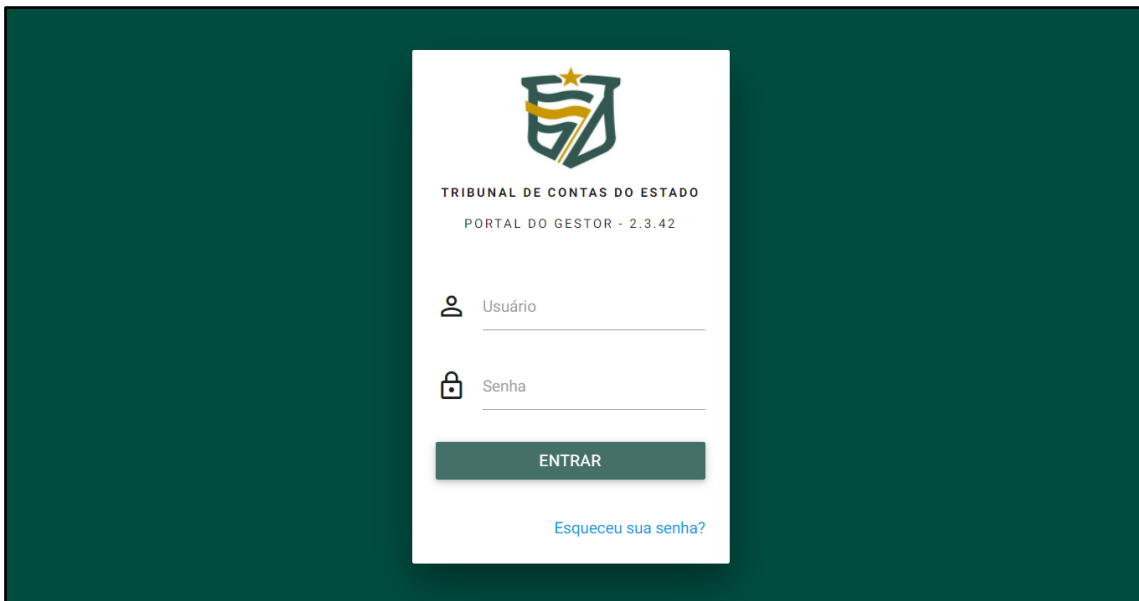 TRIBUNAL DE CONTAS DO ESTADO
PORTAL DO GESTOR - 2.3.42
Usuário
Senha
ENTRAR
Esqueceu sua senha?